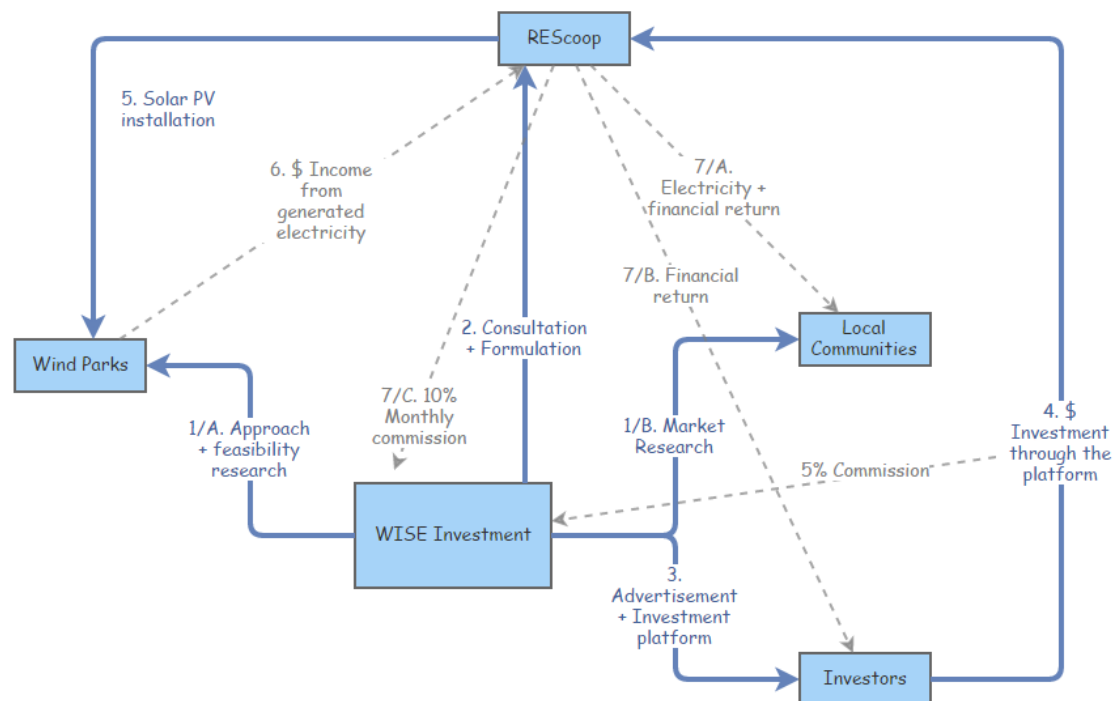 REScoop
5. Solar PV
installation
6. $ Income
from
generated
electricity
7/A.
Electricity +
financial return
7/B. Financial
return
2. Consultation
+ Formulation
Local
Communities
Wind Parks
7/C. 10%
Monthly
commission
1/A. Approach
+ feasibility
research
1/B. Market
Research
4. $
Investment
through the
platform
5% Commission
WISE Investment
3.
Advertisement
+ Investment
platform
Investors